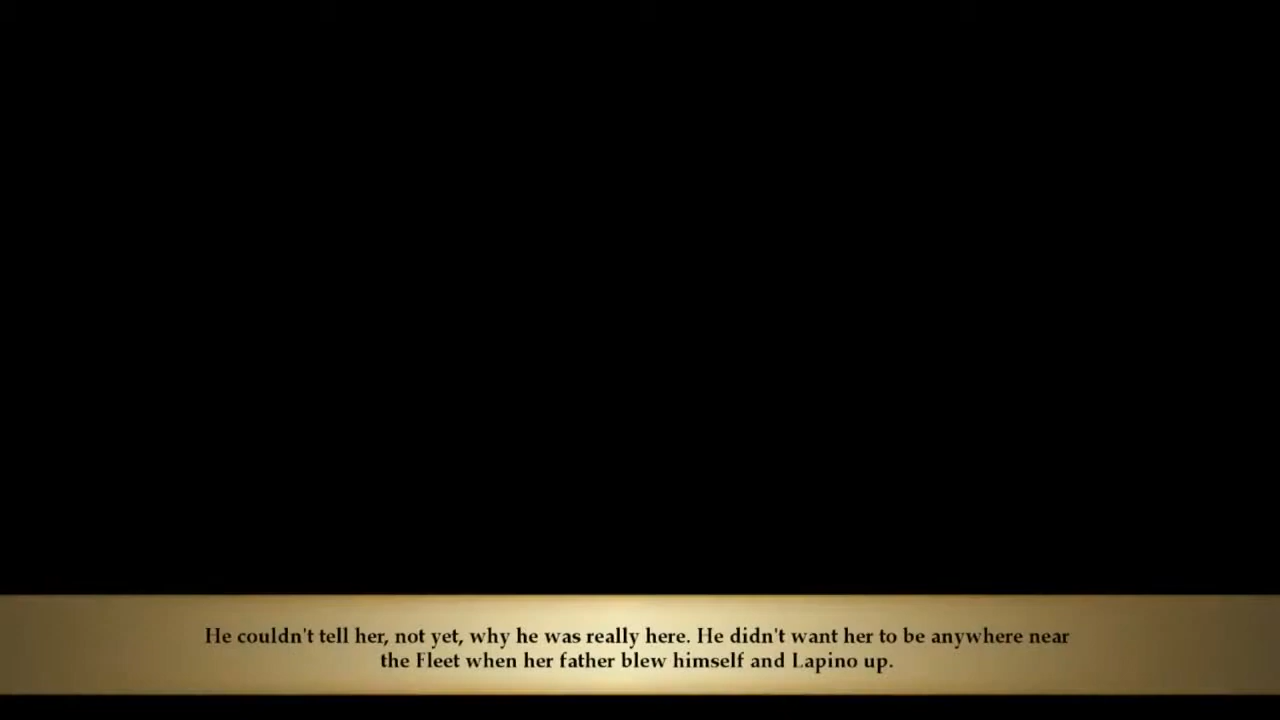 He couldn't tell her, not yet, why he was really here. He didn't want her to be anywhere near
the Fleet when her father blew himself and Lapino up.